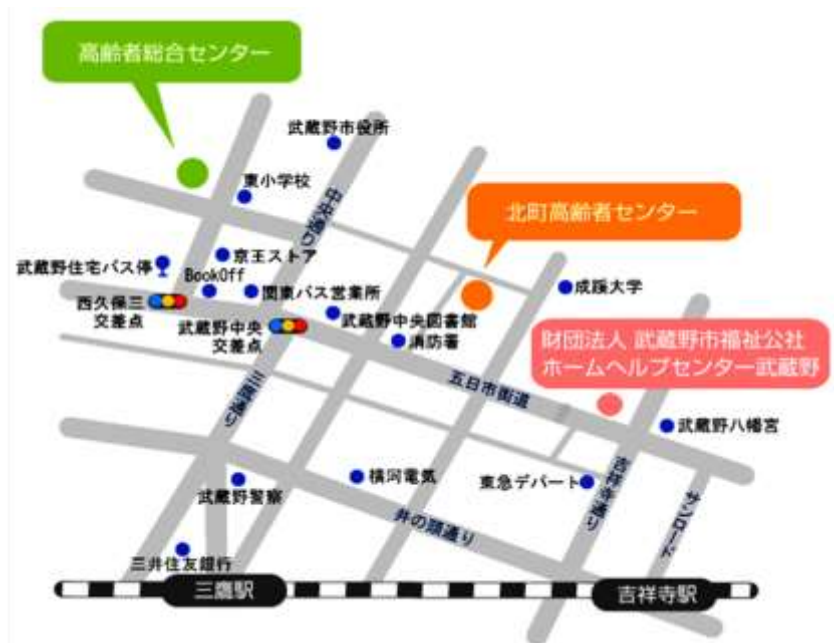 高齢者総合センター
武蔵野市役所
東小学校
中央通り
北町高齢者センター
武蔵野住宅バス停
京王ストア
BookOff
関東バス営業所
成蹊大学
西久保三
交差点
武蔵野中央
交差点
武蔵野中央図書館
消防署
財団法人 武蔵野市福祉公社
ホームヘルプセンター武蔵野
三鷹通り
五日市街道
武蔵野八幡宮
武蔵野警察
横河電気
東急デパート
吉祥寺通り
サンロード
井の頭通り
三井住友銀行
三鷹駅
吉祥寺駅